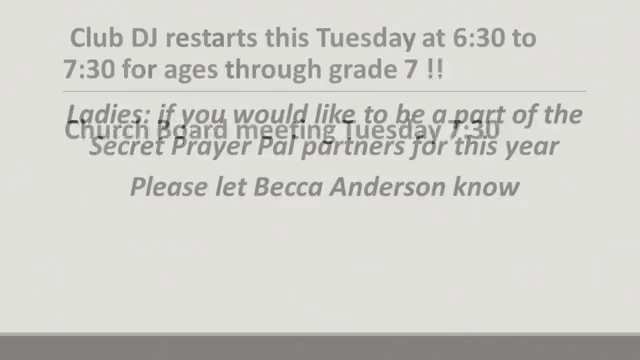 Club DJ restarts this Tuesday at 6:30 to
7:30 for ages through grade 7 !!
Ladies: if you would like to be a part of the
Church Board meeting Tuesday 7:30
Secret Prayer Pal partners for this year
Please let Becca Anderson know